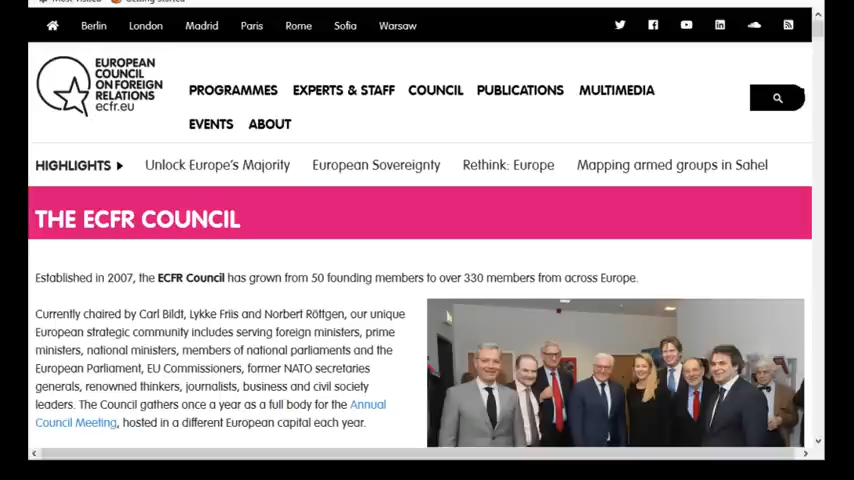 Most Visited Getting Started
Berlin London Madrid Paris Rome Sofia Warsaw
EUROPEAN
COUNCIL
ON FOREIGN
RELATIONS
ecfr.eu
PROGRAMMES EXPERTS & STAFF COUNCIL PUBLICATIONS MULTIMEDIA
EVENTS ABOUT
HIGHLIGHTS Unlock Europe's Majority European Sovereignty Rethink: Europe Mapping armed groups in Sahel
THE ECFR COUNCIL
Established in 2007, the ECFR Council has grown from 50 founding members to over 330 members from across Europe.
Currently chaired by Carl Bildt, Lykke Friis and Norbert Röttgen, our unique
European strategic community includes serving foreign ministers, prime
ministers, national ministers, members of national parliaments and the
European Parliament, EU Commissioners, former NATO secretaries
generals, renowned thinkers, journalists, business and civil society
leaders. The Council gathers once a year as a full body for the Annual
Council Meeting, hosted in a different European capital each year.